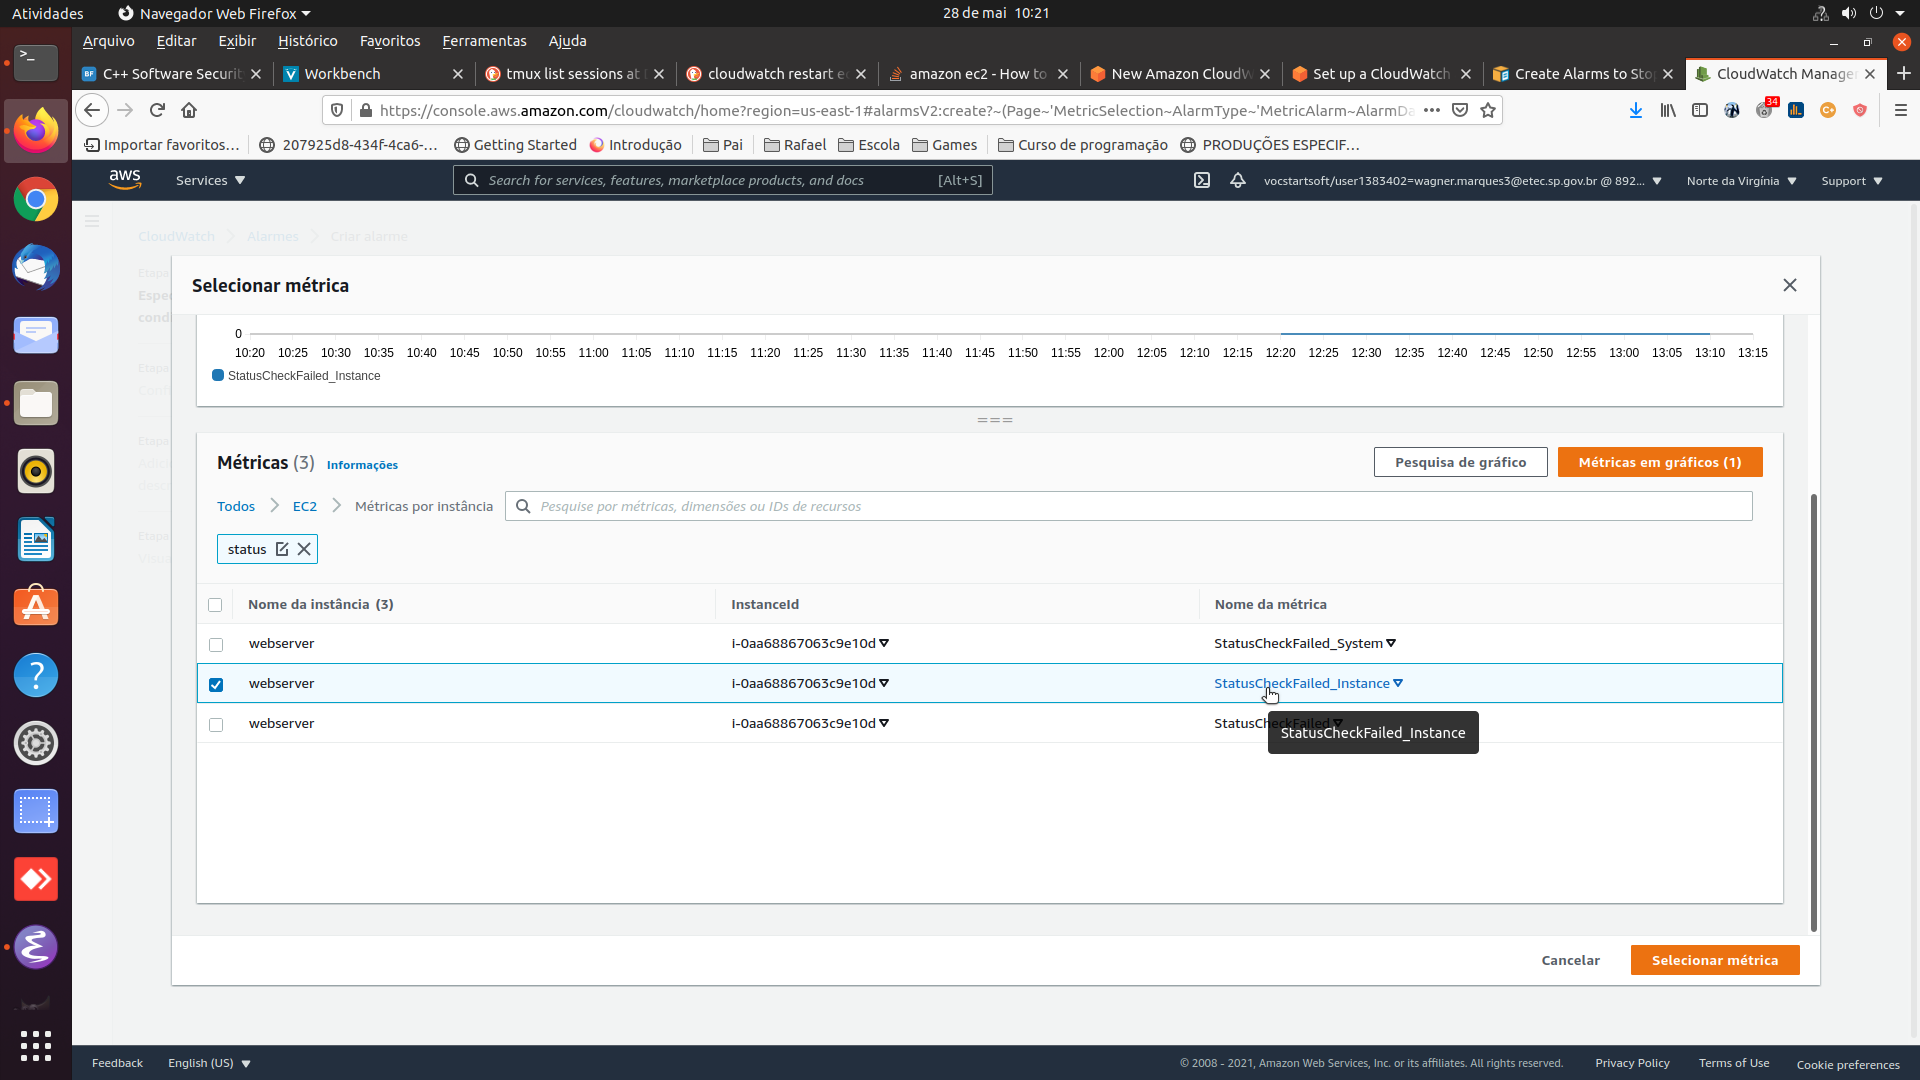 Atividades
Navegador Web Firefox
28 de mai 10:21
Arquivo Editar Exibir Histórico Favoritos Ferramentas Ajuda
C++ Software Securit
Workbench
tmux list sessions at
cloudwatch restart e
amazon ec2 - How to
New Amazon CloudW
Set up a CloudWatch
Create Alarms to Sto
CloudWatch Manage
https://console.aws.amazon.com/cloudwatch/home?region=us-east-1#alarmsV2:create?~(Page~'MetricSelection~AlarmType~'MetricAlarm~AlarmDa
34
Importar favoritos...
207925d8-434f-4ca6-...
Getting Started
Introdução
Pai
Rafael
Escola
Games
Curso de programação
PRODUÇÕES ESPECIF...
aws
Services
Search for services, features, marketplace products, and docs [Alt+S]
vocstartsoft/user1383402=wagner.marques3@etec.sp.gov.br @ 892...
Norte da Virgínia
Support
CloudWatch Alarmes Criar alarme
Etapa
Espe
cond
Etapa
Etapa
Etapa
Selecionar métrica
0
10:20 10:25 10:30 10:35 10:40 10:45 10:50 10:55 11:00 11:05 11:10 11:15 11:20 11:25 11:30 11:35 11:40 11:45 11:50 11:55 12:00 12:05 12:10 12:15 12:20 12:25 12:30 12:35 12:40 12:45 12:50 12:55 13:00 13:05 13:10 13:15
StatusCheckFailed_Instance
Métricas (3) Informações
Pesquisa de gráfico
Métricas em gráficos (1)
Todos EC2 Métricas por instância
Pesquise por métricas, dimensões ou IDs de recursos
status
Nome da instância (3) InstanceId Nome da métrica
webserver i-0aa68867063c9e10d StatusCheckFailed_System
webserver i-0aa68867063c9e10d StatusCheckFailed_Instance
webserver i-0aa68867063c9e10d StatusCheckFailed
StatusCheckFailed_Instance
Cancelar
Selecionar métrica
Feedback English (US)
© 2008 - 2021, Amazon Web Services, Inc. or its affiliates. All rights reserved. Privacy Policy Terms of Use Cookie preferences